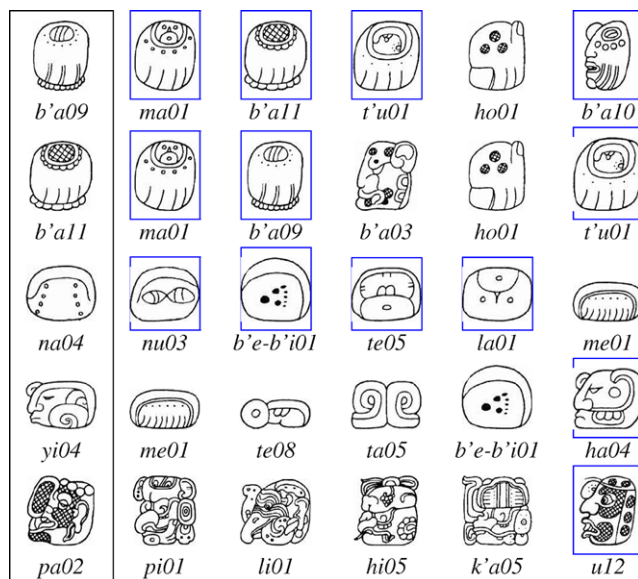 b'a09 ma01 b'a11 t'u01 ho01 b'a10
b'a11 ma01 b'a09 b'a03 ho01 t'u01
na04 nu03 b'e-b'i01 te05 la01 me01
yi04 me01 te08 ta05 b'e-b'i01 ha04
pa02 pi01 li01 hi05 k'a05 u12